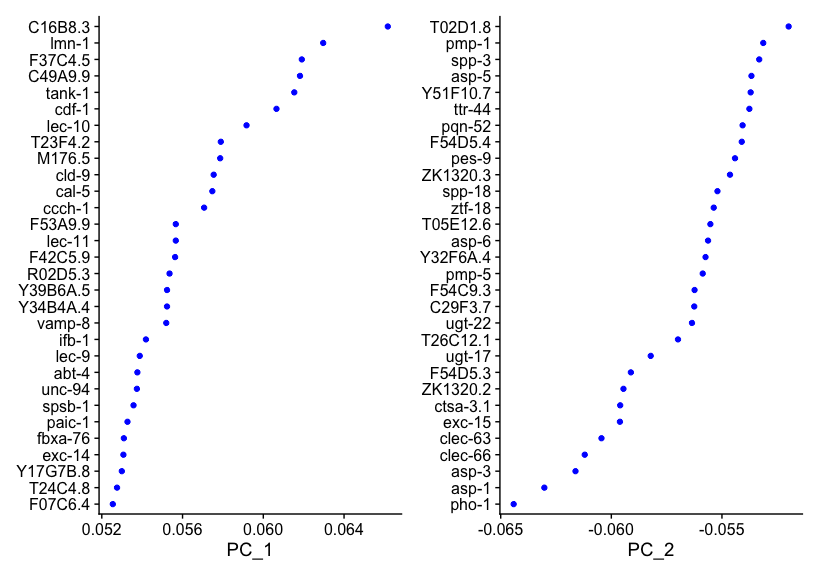 C16B8.3
lmn-1
F37C4.5
C49A9.9
tank-1
cdf-1
lec-10
T23F4.2
M176.5
cld-9
cal-5
ccch-1
F53A9.9
lec-11
F42C5.9
R02D5.3
Y39B6A.5
Y34B4A.4
vamp-8
ifb-1
lec-9
abt-4
unc-94
spsb-1
paic-1
fbxa-76
exc-14
Y17G7B.8
T24C4.8
F07C6.4
0.052 0.056 0.060 0.064
PC_1
T02D1.8
pmp-1
spp-3
asp-5
Y51F10.7
ttr-44
pqn-52
F54D5.4
pes-9
ZK1320.3
spp-18
ztf-18
T05E12.6
asp-6
Y32F6A.4
pmp-5
F54C9.3
C29F3.7
ugt-22
T26C12.1
ugt-17
F54D5.3
ZK1320.2
ctsa-3.1
exc-15
clec-63
clec-66
asp-3
asp-1
pho-1
-0.065 -0.060 -0.055
PC_2